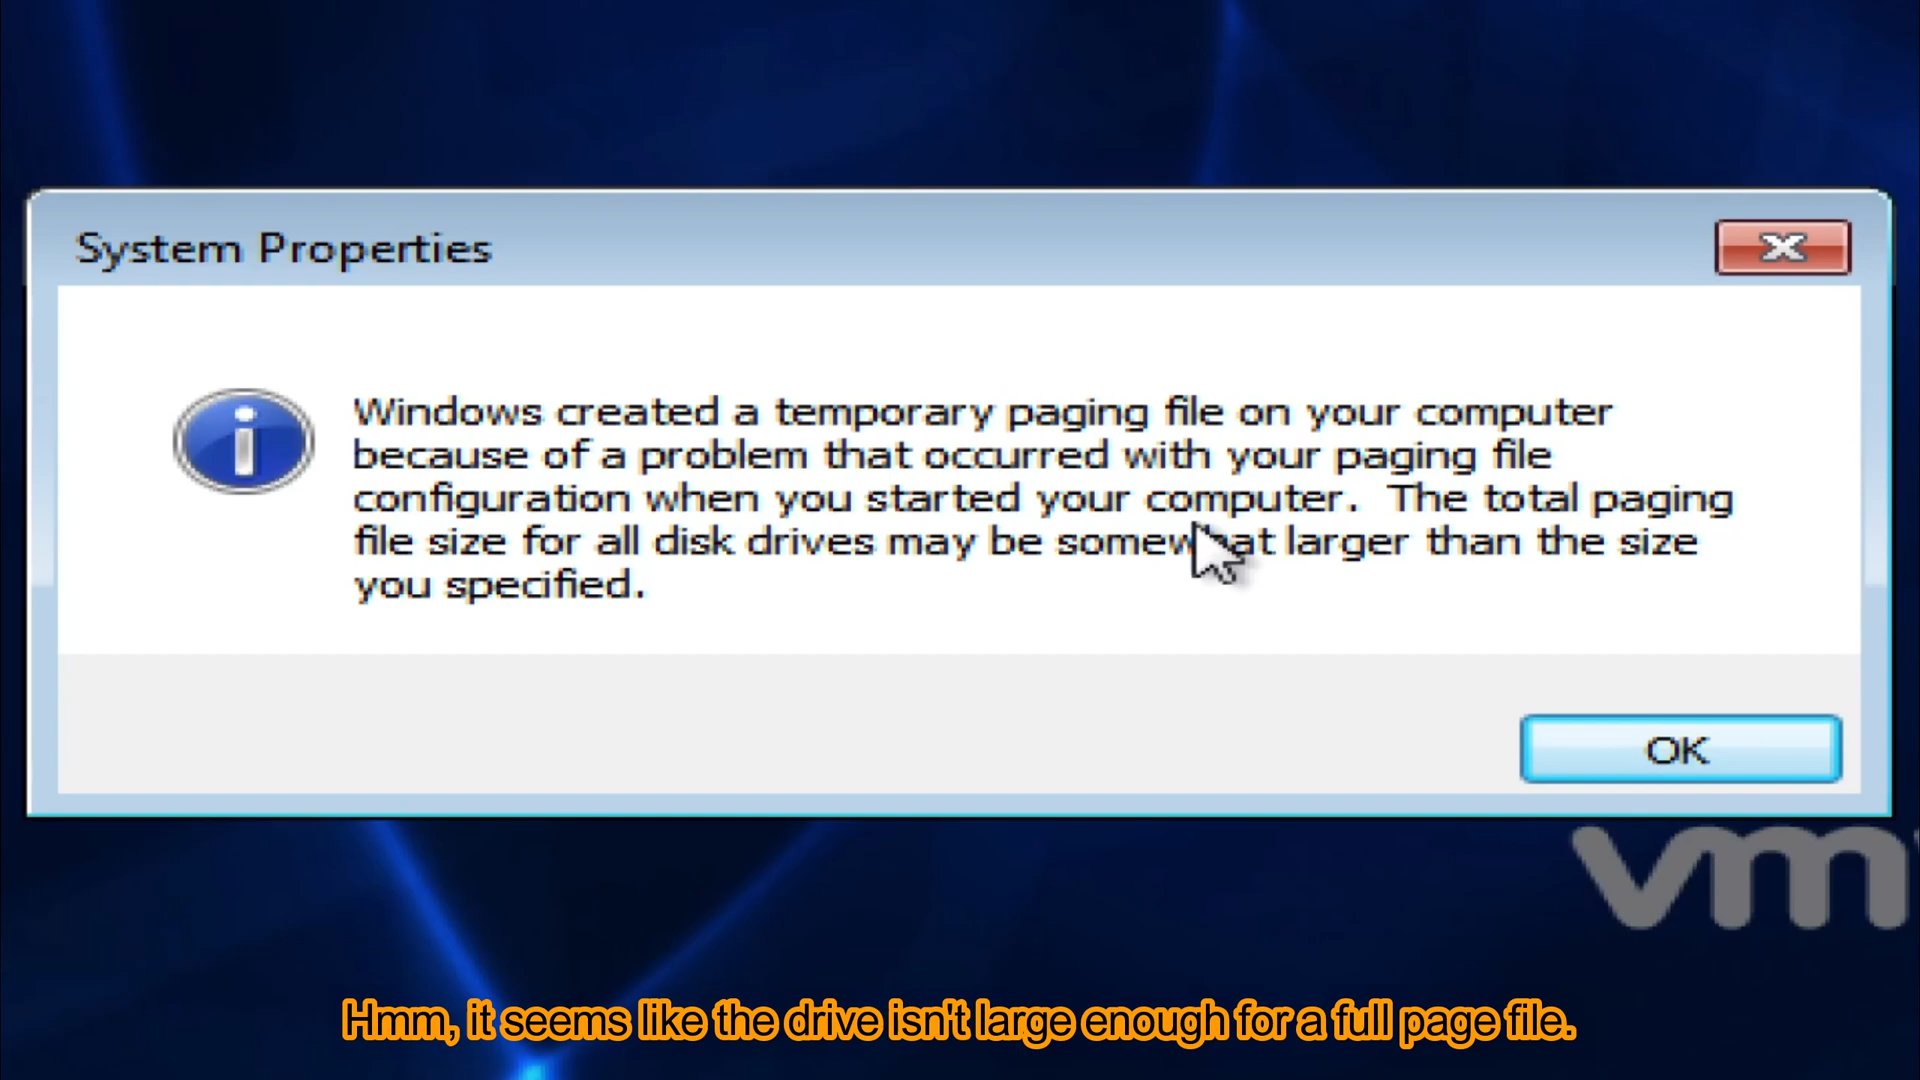 System Properties
Windows created a temporary paging file on your computer
because of a problem that occurred with your paging file
configuration when you started your computer.  The total paging
file size for all disk drives may be somewhat larger than the size
you specified.
OK
vm
Hmm, it seems like the drive isn't large enough for a full page file.